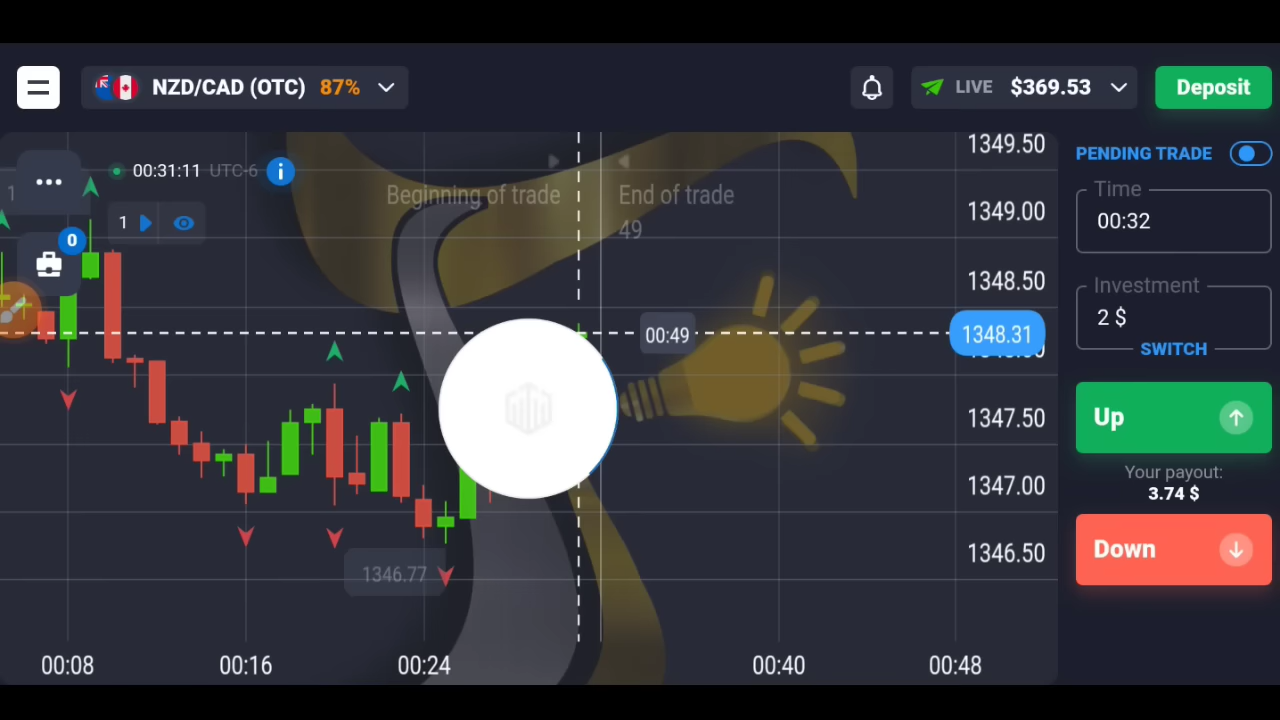 NZD/CAD (OTC) 87%
LIVE $369.53
Deposit
00:31:11 UTC-6
1
0
Beginning of trade
End of trade
49
1349.50
1349.00
1348.50
00:49
1348.31
1347.50
1347.00
1346.50
1346.77
00:08
00:16
00:24
00:40
00:48
PENDING TRADE
Time
00:32
Investment
2 $
SWITCH
Up
Your payout:
3.74 $
Down